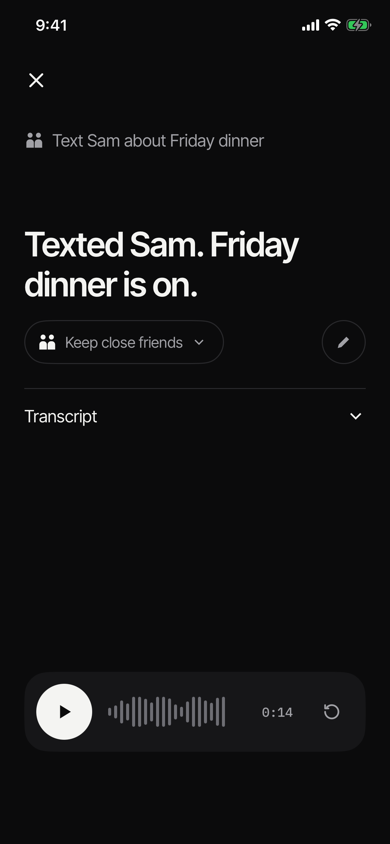 9:41
Text Sam about Friday dinner
Texted Sam. Friday
dinner is on.
Keep close friends
Transcript
0:14